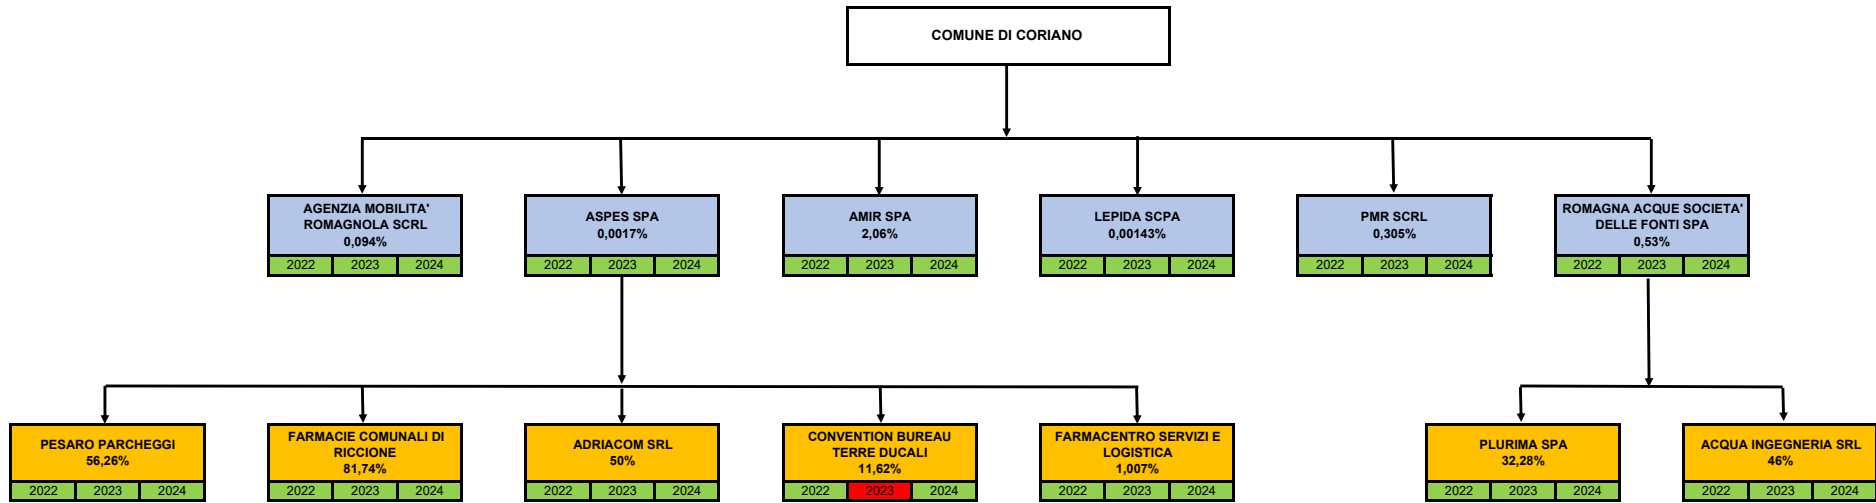 COMUNE DI CORIANO
AGENZIA MOBILITA'
ROMAGNOLA SCRL
0,094%
2022 2023 2024
ASPES SPA
0,0017%
2022 2023 2024
AMIR SPA
2,06%
2022 2023 2024
LEPIDA SCPA
0,00143%
2022 2023 2024
PMR SCRL
0,305%
2022 2023 2024
ROMAGNA ACQUE SOCIETA'
DELLE FONTI SPA
0,53%
2022 2023 2024
PESARO PARCHEGGI
56,26%
2022 2023 2024
FARMACIE COMUNALI DI
RICCIONE
81,74%
2022 2023 2024
ADRIACOM SRL
50%
2022 2023 2024
CONVENTION BUREAU
TERRE DUCALI
11,62%
2022 2023 2024
FARMACENTRO SERVIZI E
LOGISTICA
1,007%
2022 2023 2024
PLURIMA SPA
32,28%
2022 2023 2024
ACQUA INGEGNERIA SRL
46%
2022 2023 2024